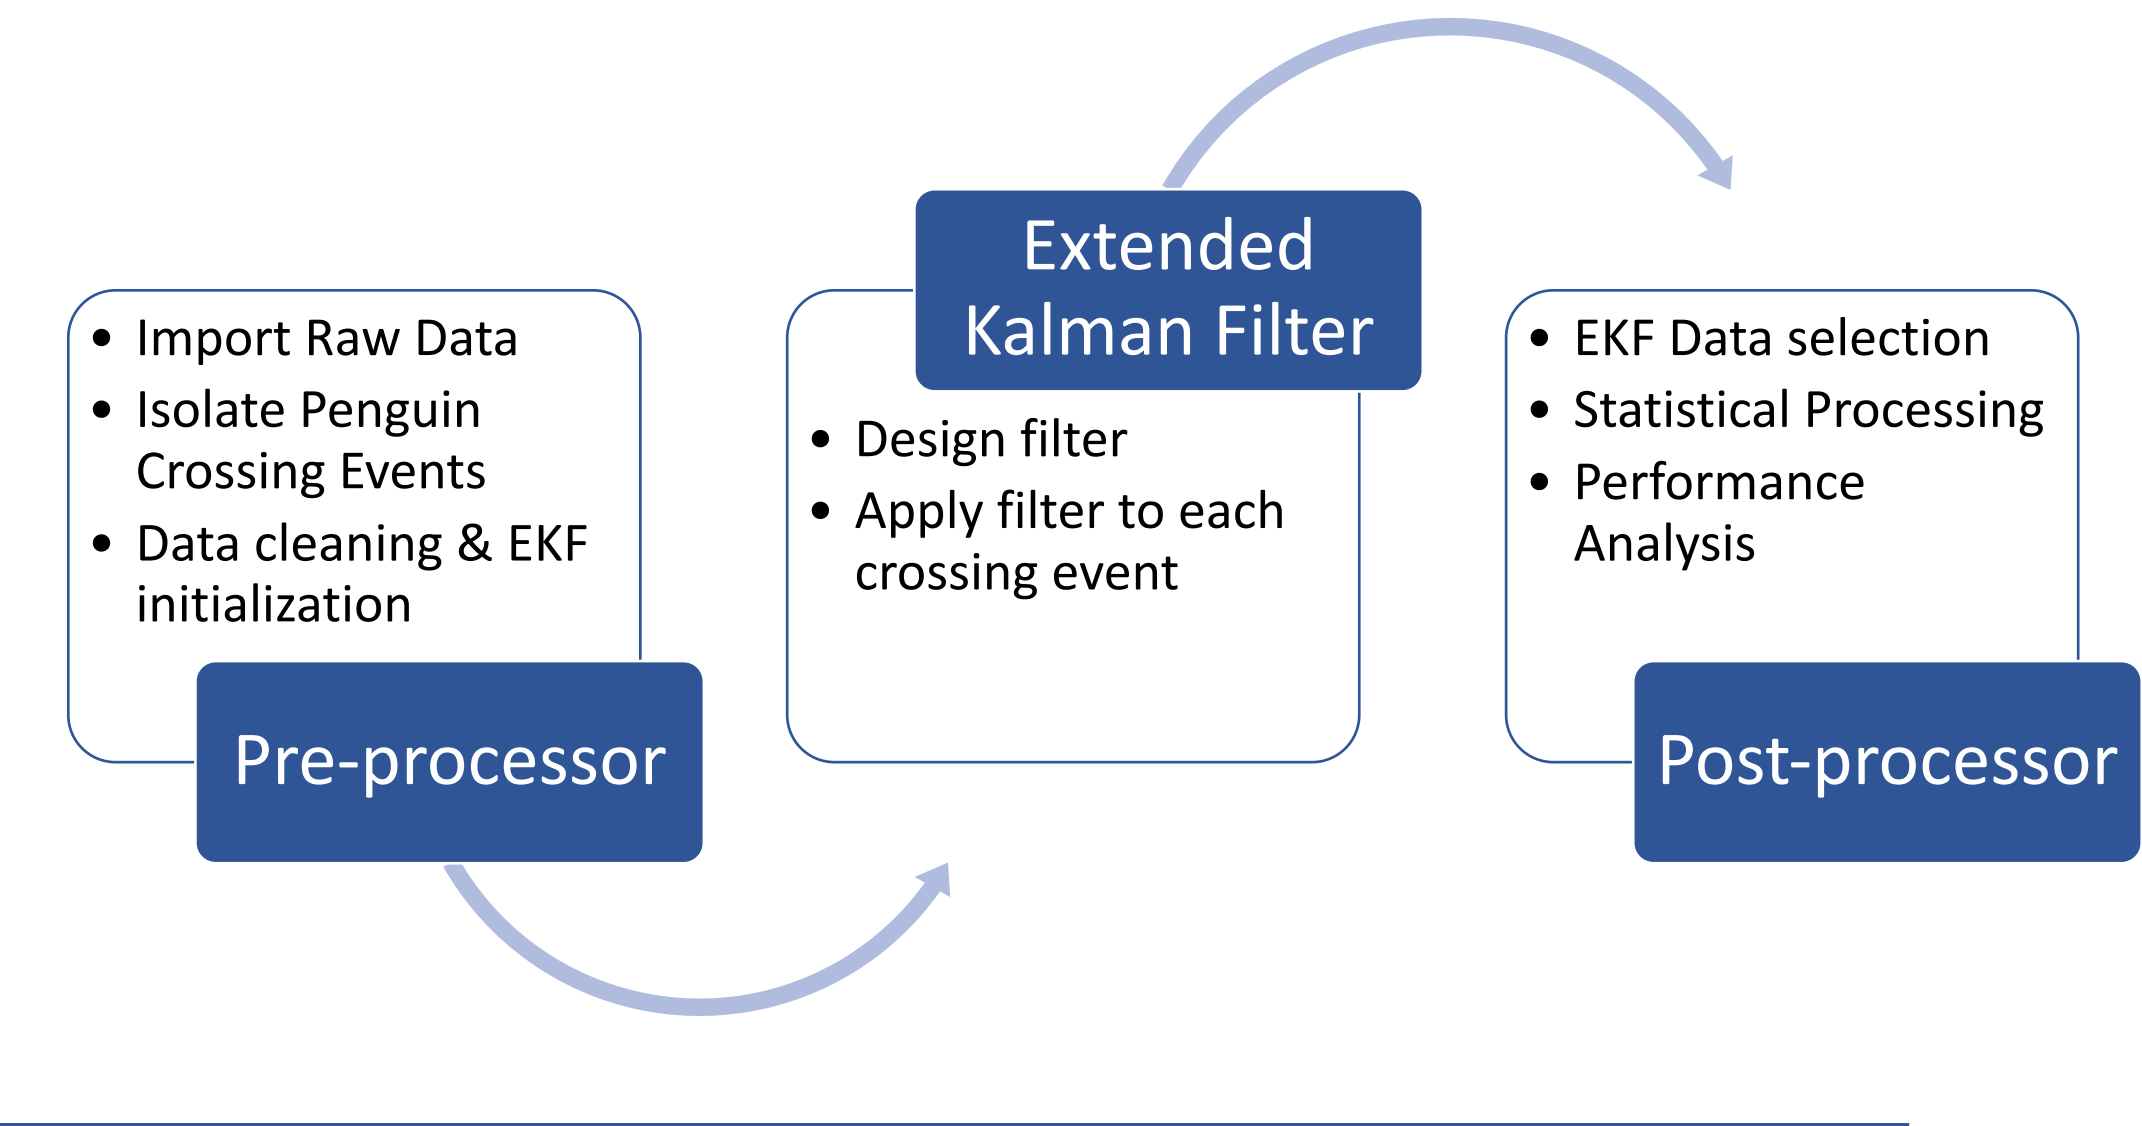 • Import Raw Data
• Isolate Penguin
Crossing Events
• Data cleaning & EKF
initialization
Pre-processor
Extended
Kalman Filter
• Design filter
• Apply filter to each
crossing event
• EKF Data selection
• Statistical Processing
• Performance
Analysis
Post-processor